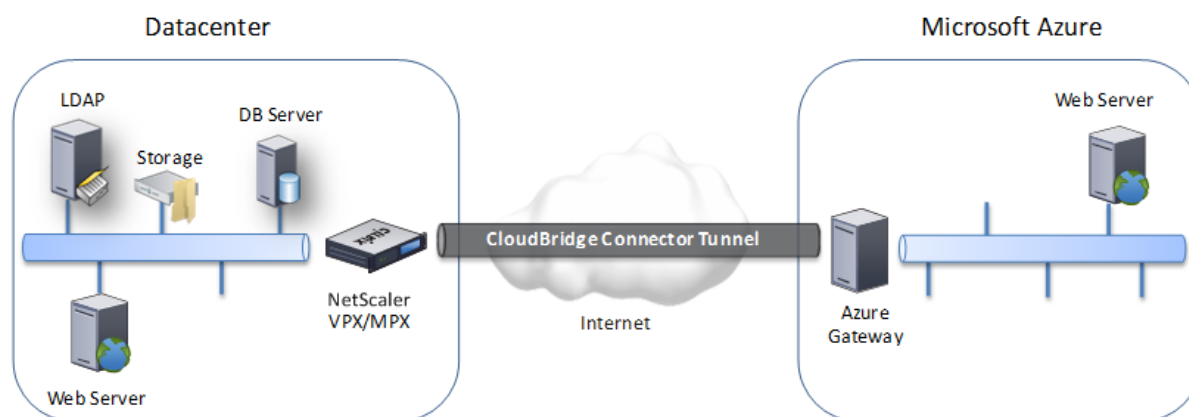 Datacenter
Microsoft Azure
LDAP
DB Server
Storage
Web Server
CITRIX
CloudBridge Connector Tunnel
NetScaler
VPX/MPX
Internet
Azure
Gateway
Web Server